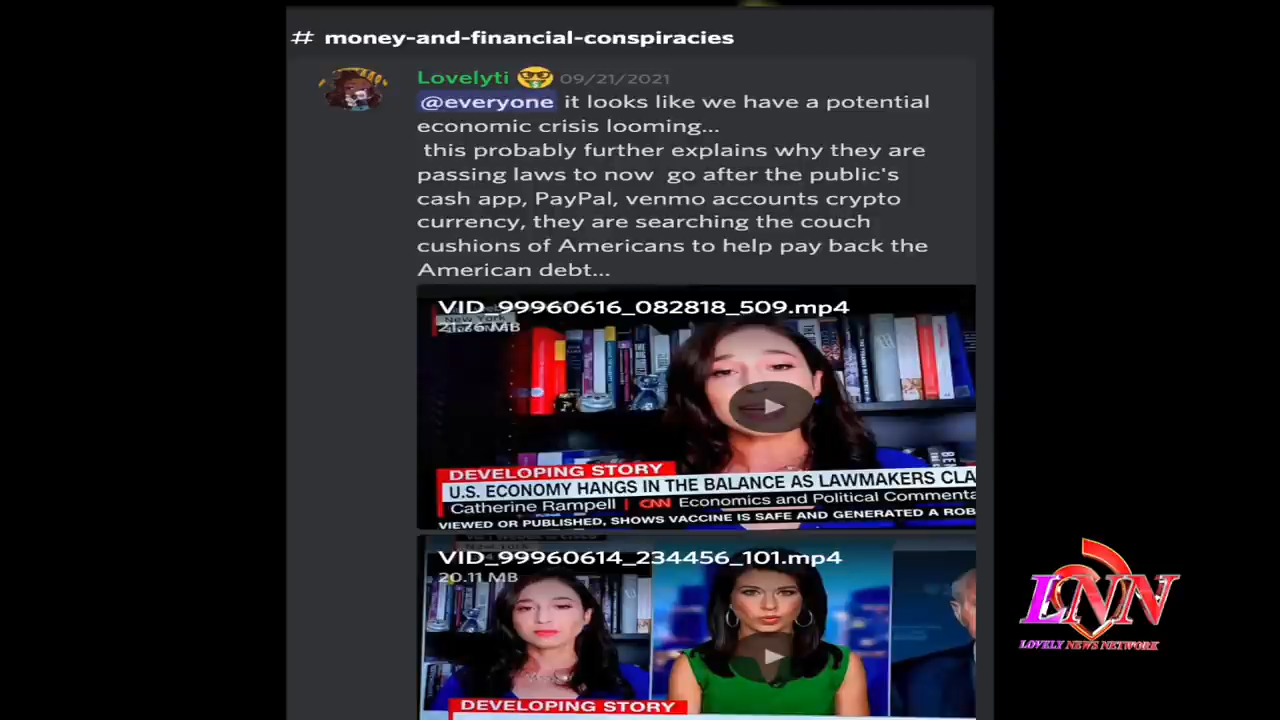 # money-and-financial-conspiracies
Lovelyti 09/21/2021
@everyone it looks like we have a potential
economic crisis looming...
this probably further explains why they are
passing laws to now go after the public's
cash app, PayPal, venmo accounts crypto
currency, they are searching the couch
cushions of Americans to help pay back the
American debt...
VID_99960616_082818_509.mp4
New York
21.76 MB
DEVELOPING STORY
U.S. ECONOMY HANGS IN THE BALANCE AS LAWMAKERS CLA
Catherine Rampell | CNN Economics and Political Commenta
VIEWED OR PUBLISHED, SHOWS VACCINE IS SAFE AND GENERATED A ROB
VID_99960614_234456_101.mp4
20.11 MB
DEVELOPING STORY
LNN
LOVELY NEWS NETWORK